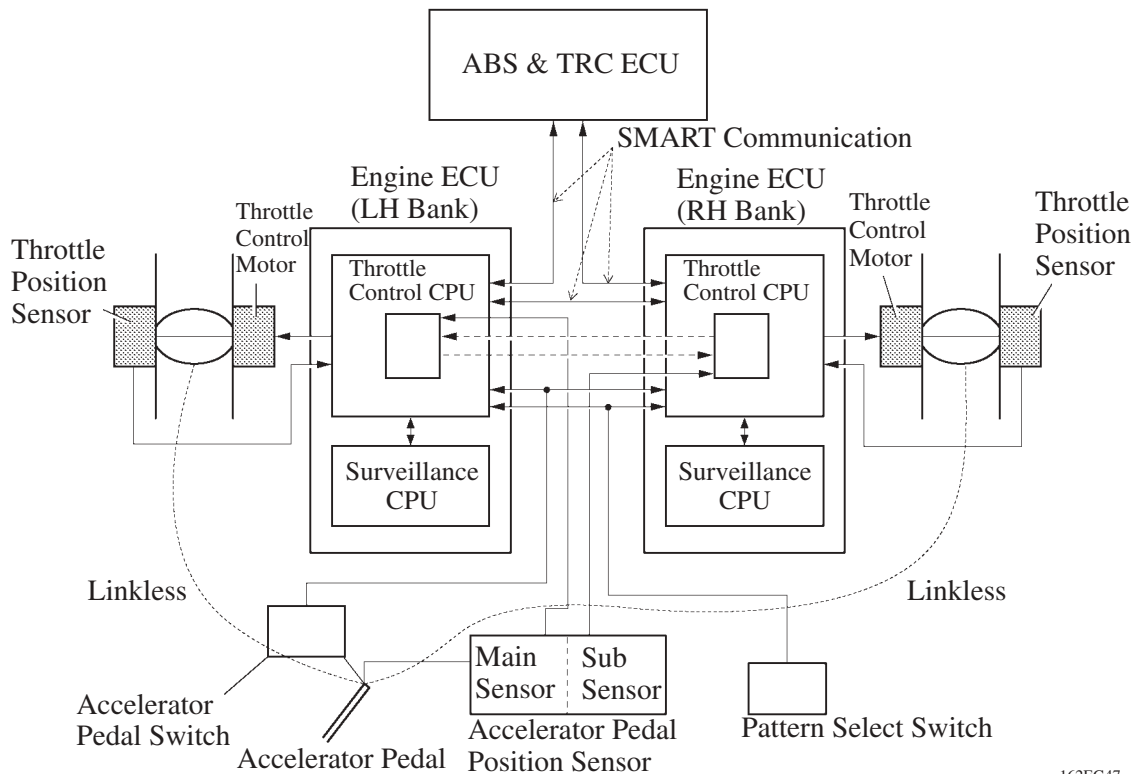 ABS & TRC ECU
SMART Communication
Engine ECU
(LH Bank)
Engine ECU
(RH Bank)
Throttle
Control
Motor
Throttle
Position
Sensor
Throttle
Control CPU
Throttle
Control CPU
Throttle
Control
Motor
Throttle
Position
Sensor
Surveillance
CPU
Surveillance
CPU
Linkless
Linkless
Main
Sensor
Sub
Sensor
Accelerator
Pedal Switch
Accelerator Pedal
Accelerator Pedal
Position Sensor
Pattern Select Switch